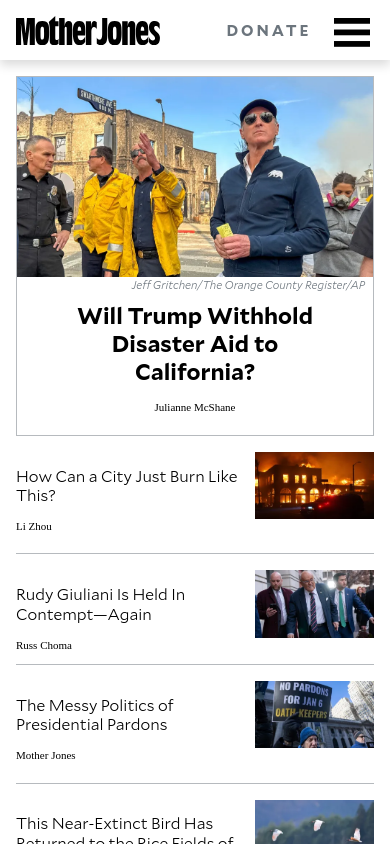 Mother Jones
DONATE
Jeff Gritchen/The Orange County Register/AP
Will Trump Withhold
Disaster Aid to
California?
Julianne McShane
How Can a City Just Burn Like
This?
Li Zhou
Rudy Giuliani Is Held In
Contempt—Again
Russ Choma
NO PARDONS
FOR JAN 6
OATH-KEEPERS
The Messy Politics of
Presidential Pardons
Mother Jones
This Near-Extinct Bird Has
Returned to the Rice Fields of